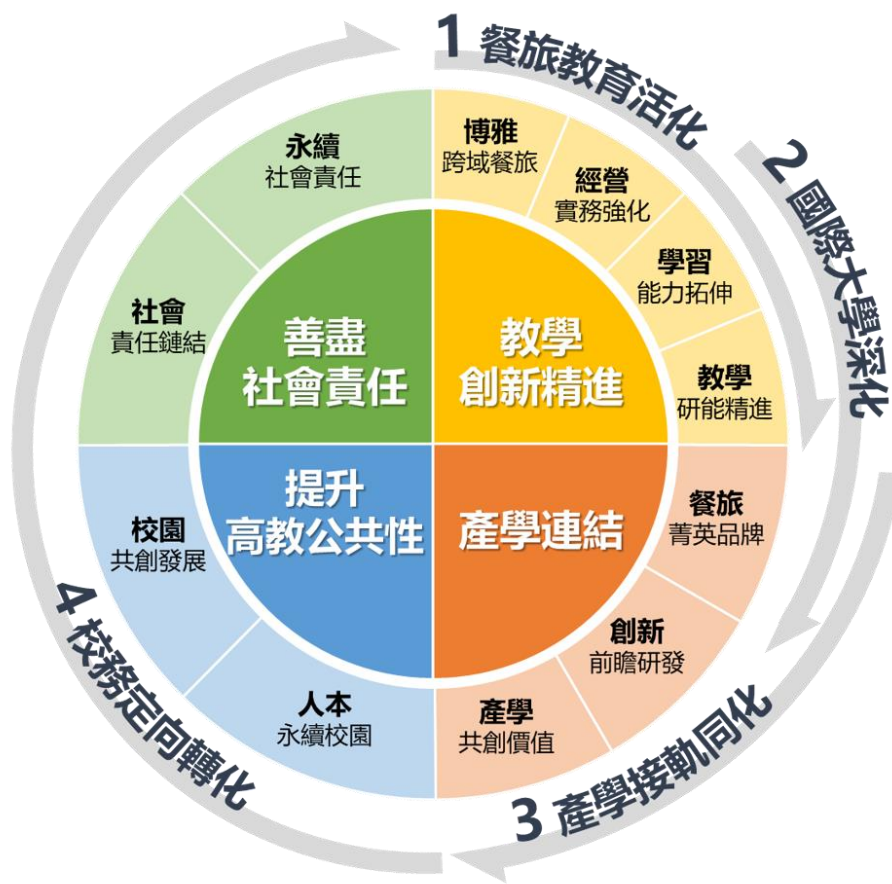 1 餐旅教育活化
2 國際大學深化
3 產學接軌同化
4 校務定向轉化
教學
創新精進
博雅
跨域餐旅
經營
實務強化
學習
能力拓伸
教學
研能精進
產學連結
餐旅
菁英品牌
創新
前瞻研發
產學
共創價值
提升
高教公共性
人本
永續校園
校園
共創發展
善盡
社會責任
社會
責任鏈結
永續
社會責任